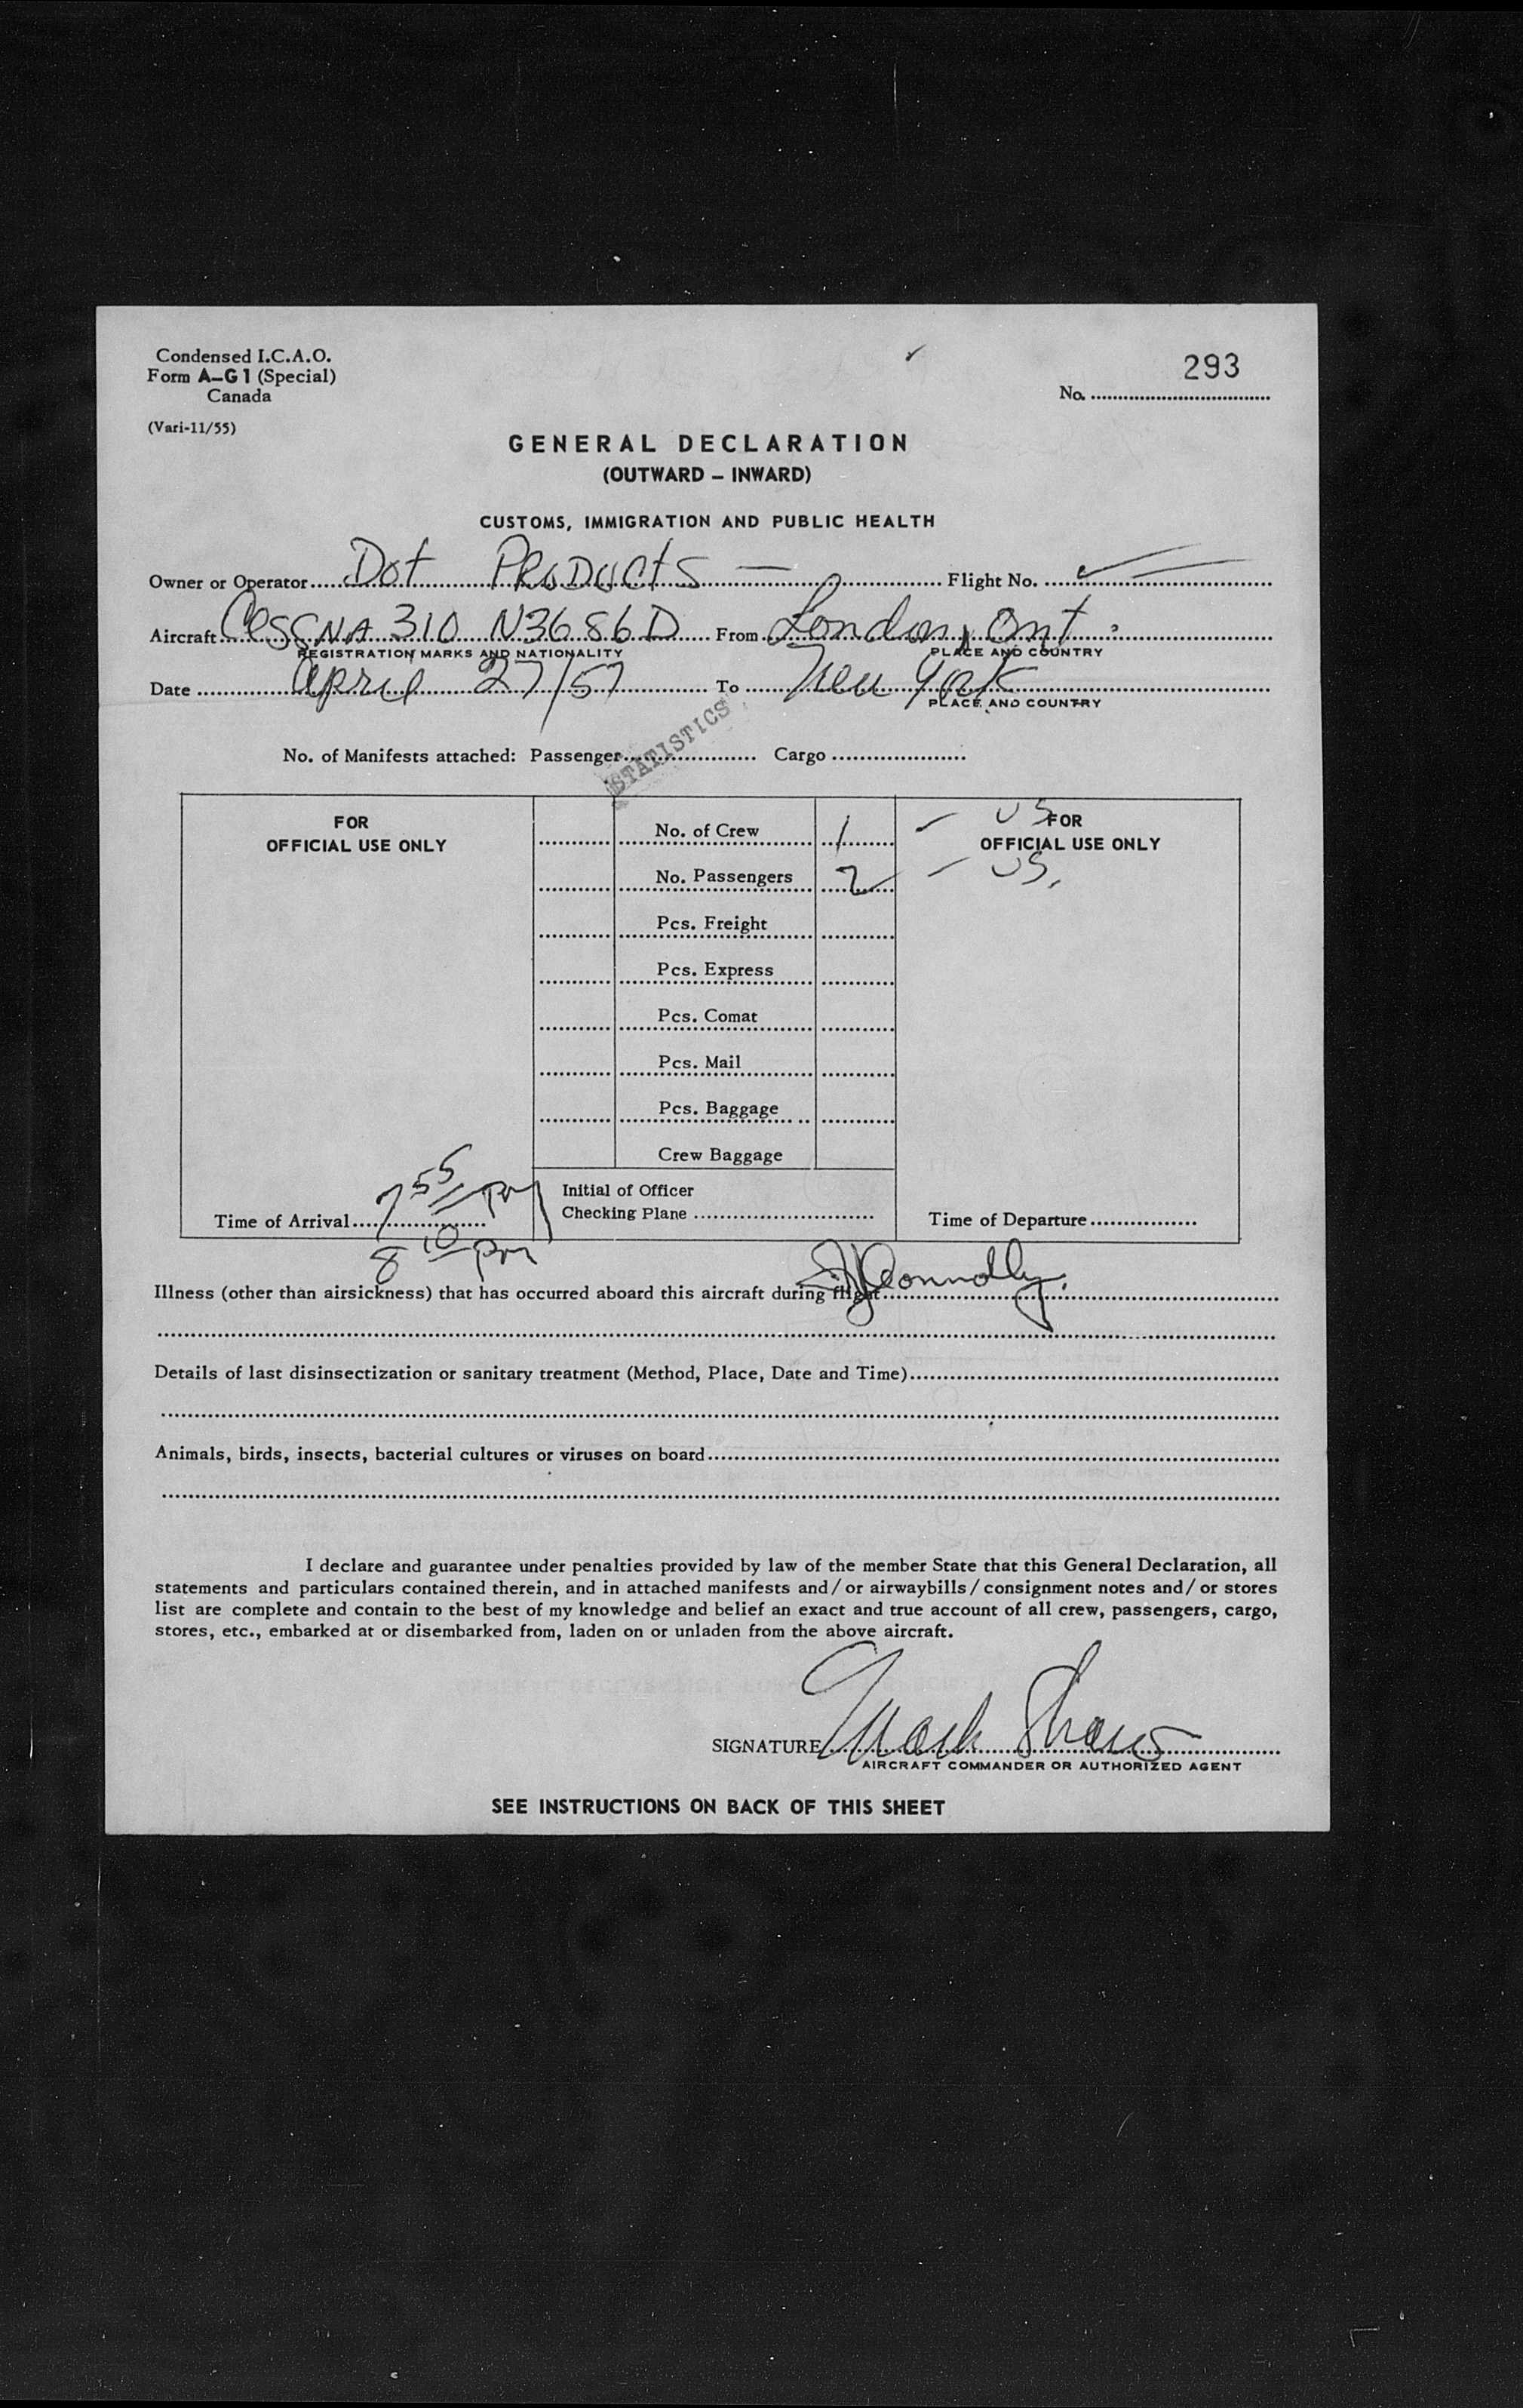 Condensed I.C.A.O.
Form A–G1 (Special)
Canada
(Vari-11/55)
293
No.
GENERAL DECLARATION
(OUTWARD – INWARD)
CUSTOMS, IMMIGRATION AND PUBLIC HEALTH
Owner or Operator Dot PRoDucts — Flight No.
Aircraft CessNA 310 N3686D From London, Ont.
REGISTRATION MARKS AND NATIONALITY PLACE AND COUNTRY
Date April 27/57 To New York
PLACE AND COUNTRY
STATISTICS
No. of Manifests attached: Passenger Cargo
FOR
OFFICIAL USE ONLY
No. of Crew 1 – US
No. Passengers 2 – US.
Pcs. Freight
Pcs. Express
Pcs. Comat
Pcs. Mail
Pcs. Baggage
Crew Baggage
FOR
OFFICIAL USE ONLY
Time of Arrival 7 55 pm
8 10 pm
Initial of Officer
Checking Plane
Time of Departure
Connolly.
Illness (other than airsickness) that has occurred aboard this aircraft during flight
Details of last disinsectization or sanitary treatment (Method, Place, Date and Time)
Animals, birds, insects, bacterial cultures or viruses on board
I declare and guarantee under penalties provided by law of the member State that this General Declaration, all
statements and particulars contained therein, and in attached manifests and/or airwaybills/consignment notes and/or stores
list are complete and contain to the best of my knowledge and belief an exact and true account of all crew, passengers, cargo,
stores, etc., embarked at or disembarked from, laden on or unladen from the above aircraft.
SIGNATURE Mark Shaw
AIRCRAFT COMMANDER OR AUTHORIZED AGENT
SEE INSTRUCTIONS ON BACK OF THIS SHEET